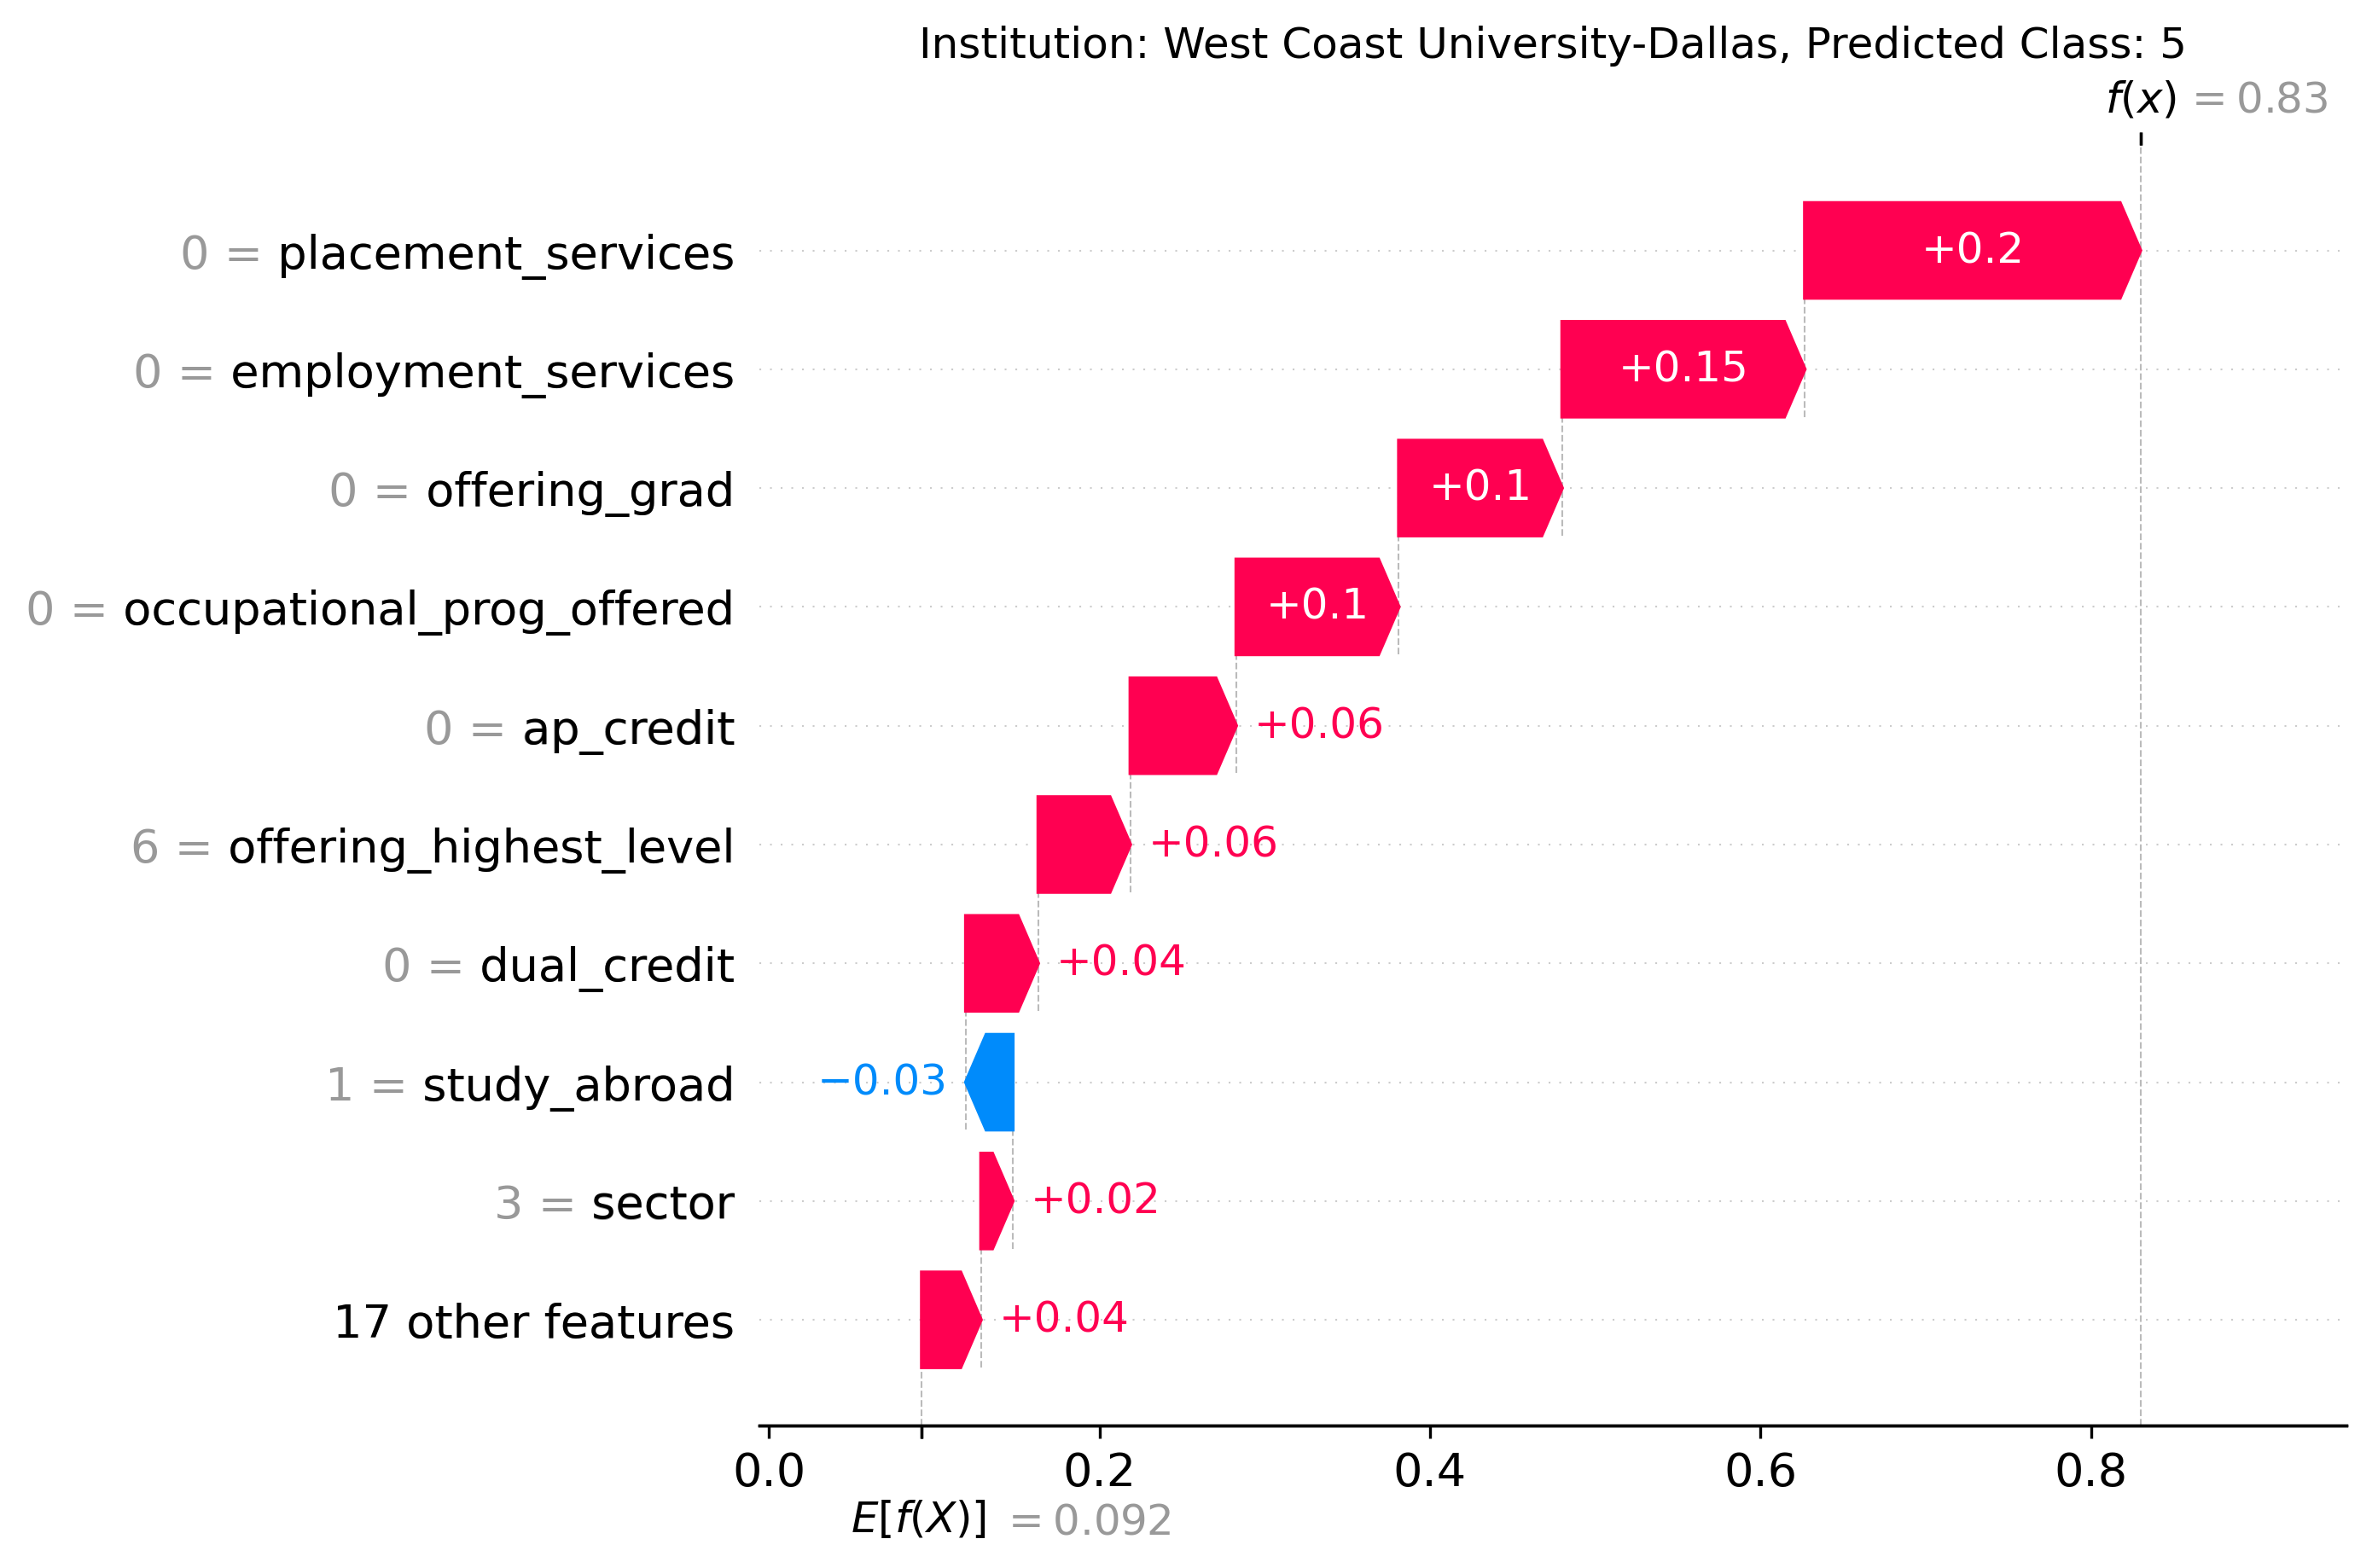 Institution: West Coast University-Dallas, Predicted Class: 5
f(x) = 0.83
0 = placement_services +0.2
0 = employment_services +0.15
0 = offering_grad +0.1
0 = occupational_prog_offered +0.1
0 = ap_credit +0.06
6 = offering_highest_level +0.06
0 = dual_credit +0.04
1 = study_abroad −0.03
3 = sector +0.02
17 other features +0.04
0.0 0.2 0.4 0.6 0.8
E[f(X)] = 0.092